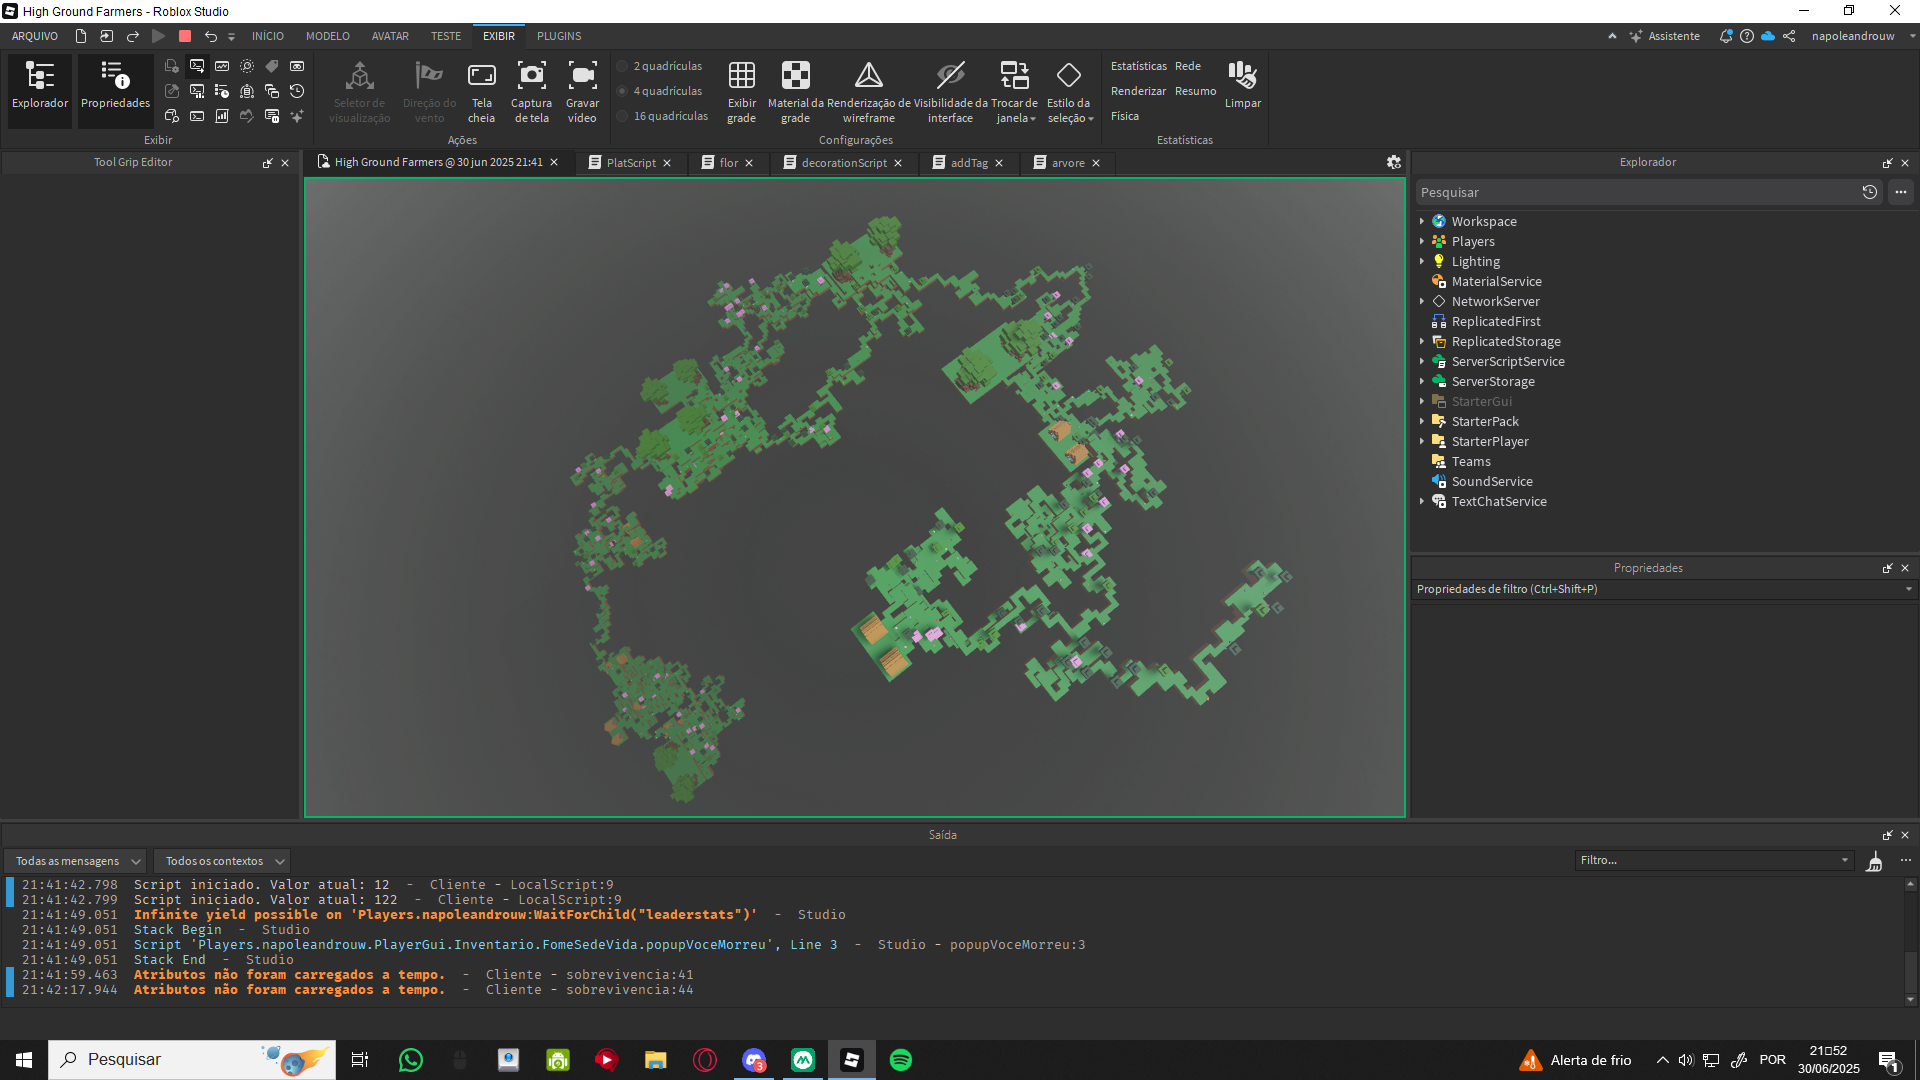 High Ground Farmers - Roblox Studio
ARQUIVO INÍCIO MODELO AVATAR TESTE EXIBIR PLUGINS Assistente napoleandrouw
Explorador
Propriedades
Exibir
Seletor de visualização
Direção do vento
Tela cheia
Captura de tela
Gravar vídeo
Ações
2 quadrículas
4 quadrículas
16 quadrículas
Exibir grade
Material da grade
Renderização de wireframe
Visibilidade da interface
Trocar de janela
Estilo da seleção
Configurações
Estatísticas Rede
Renderizar Resumo
Física
Limpar
Estatísticas
Tool Grip Editor
High Ground Farmers @ 30 jun 2025 21:41
PlatScript
flor
decorationScript
addTag
arvore
Explorador
Pesquisar
Workspace
Players
Lighting
MaterialService
NetworkServer
ReplicatedFirst
ReplicatedStorage
ServerScriptService
ServerStorage
StarterGui
StarterPack
StarterPlayer
Teams
SoundService
TextChatService
Propriedades
Propriedades de filtro (Ctrl+Shift+P)
Saída
Todas as mensagens
Todos os contextos
Filtro...
21:41:42.798 Script iniciado. Valor atual: 12 - Cliente - LocalScript:9
21:41:42.799 Script iniciado. Valor atual: 122 - Cliente - LocalScript:9
21:41:49.051 Infinite yield possible on 'Players.napoleandrouw:WaitForChild("leaderstats")' - Studio
21:41:49.051 Stack Begin - Studio
21:41:49.051 Script 'Players.napoleandrouw.PlayerGui.Inventario.FomeSedeVida.popupVoceMorreu', Line 3 - Studio - popupVoceMorreu:3
21:41:49.051 Stack End - Studio
21:41:59.463 Atributos não foram carregados a tempo. - Cliente - sobrevivencia:41
21:42:17.944 Atributos não foram carregados a tempo. - Cliente - sobrevivencia:44
Pesquisar
3
Alerta de frio
POR
21:52
30/06/2025
1